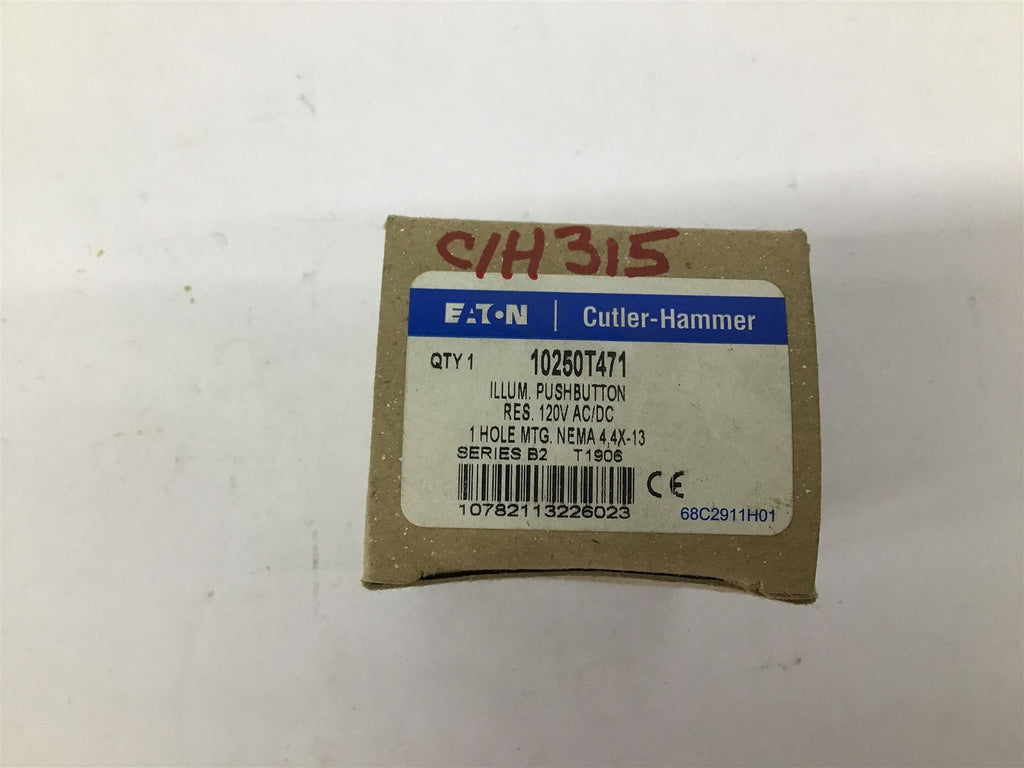 C/H 315
EATON | Cutler-Hammer
QTY 1 10250T471
ILLUM. PUSHBUTTON
RES. 120V AC/DC
1 HOLE MTG. NEMA 4,4X-13
SERIES B2 T1906
CE
10782113226023
68C2911H01